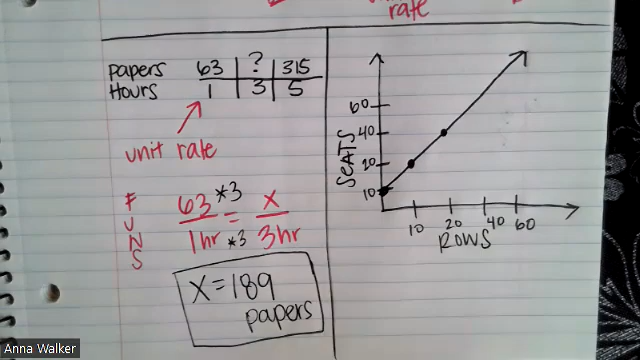 rate
papers 63 ? 315
Hours 1 3 5
unit rate
F
U
N
S
63 *3 = x
1hr *3 3hr
x = 189
papers
SEATS
60
40
20
10
10 20 40 60
ROWS
Anna Walker